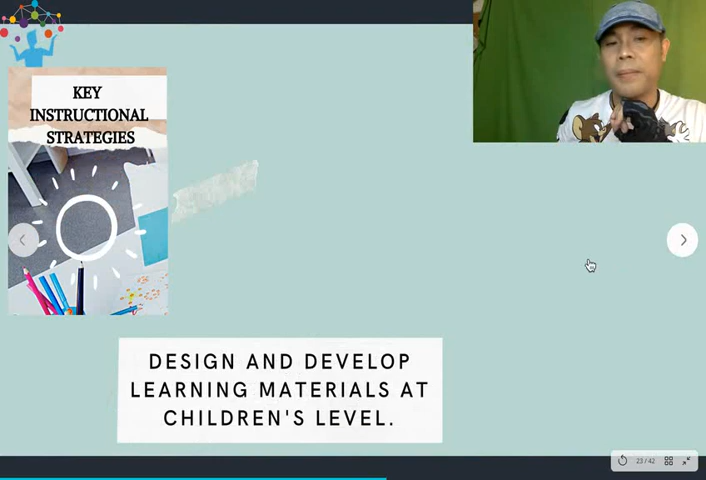 KEY
INSTRUCTIONAL
STRATEGIES
DESIGN AND DEVELOP
LEARNING MATERIALS AT
CHILDREN'S LEVEL.
23 / 42